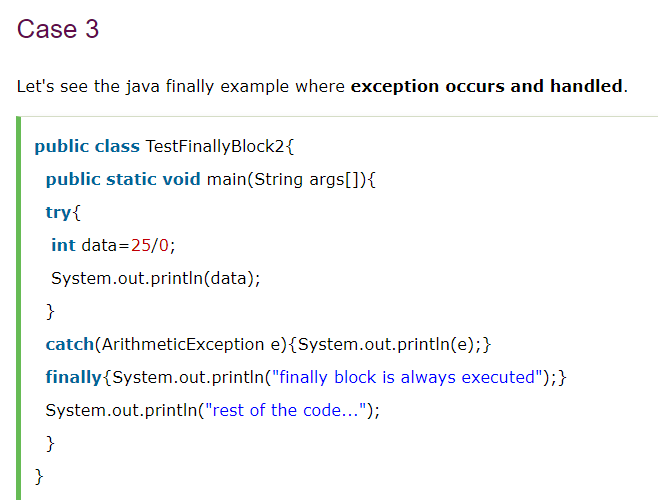 Case 3
Let's see the java finally example where exception occurs and handled.
public class TestFinallyBlock2{
public static void main(String args[]){
try{
int data=25/0;
System.out.println(data);
}
catch(ArithmeticException e){System.out.println(e);}
finally{System.out.println("finally block is always executed");}
System.out.println("rest of the code...");
}
}